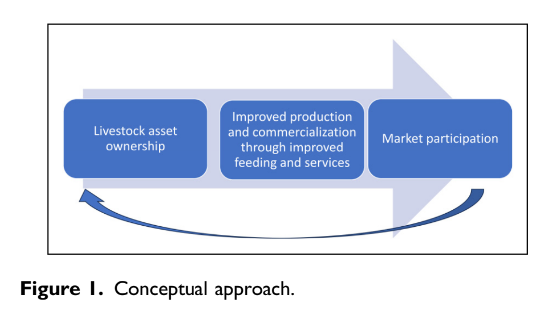 Livestock asset
ownership
Improved production
and commercialization
through improved
feeding and services
Market participation
Figure 1. Conceptual approach.